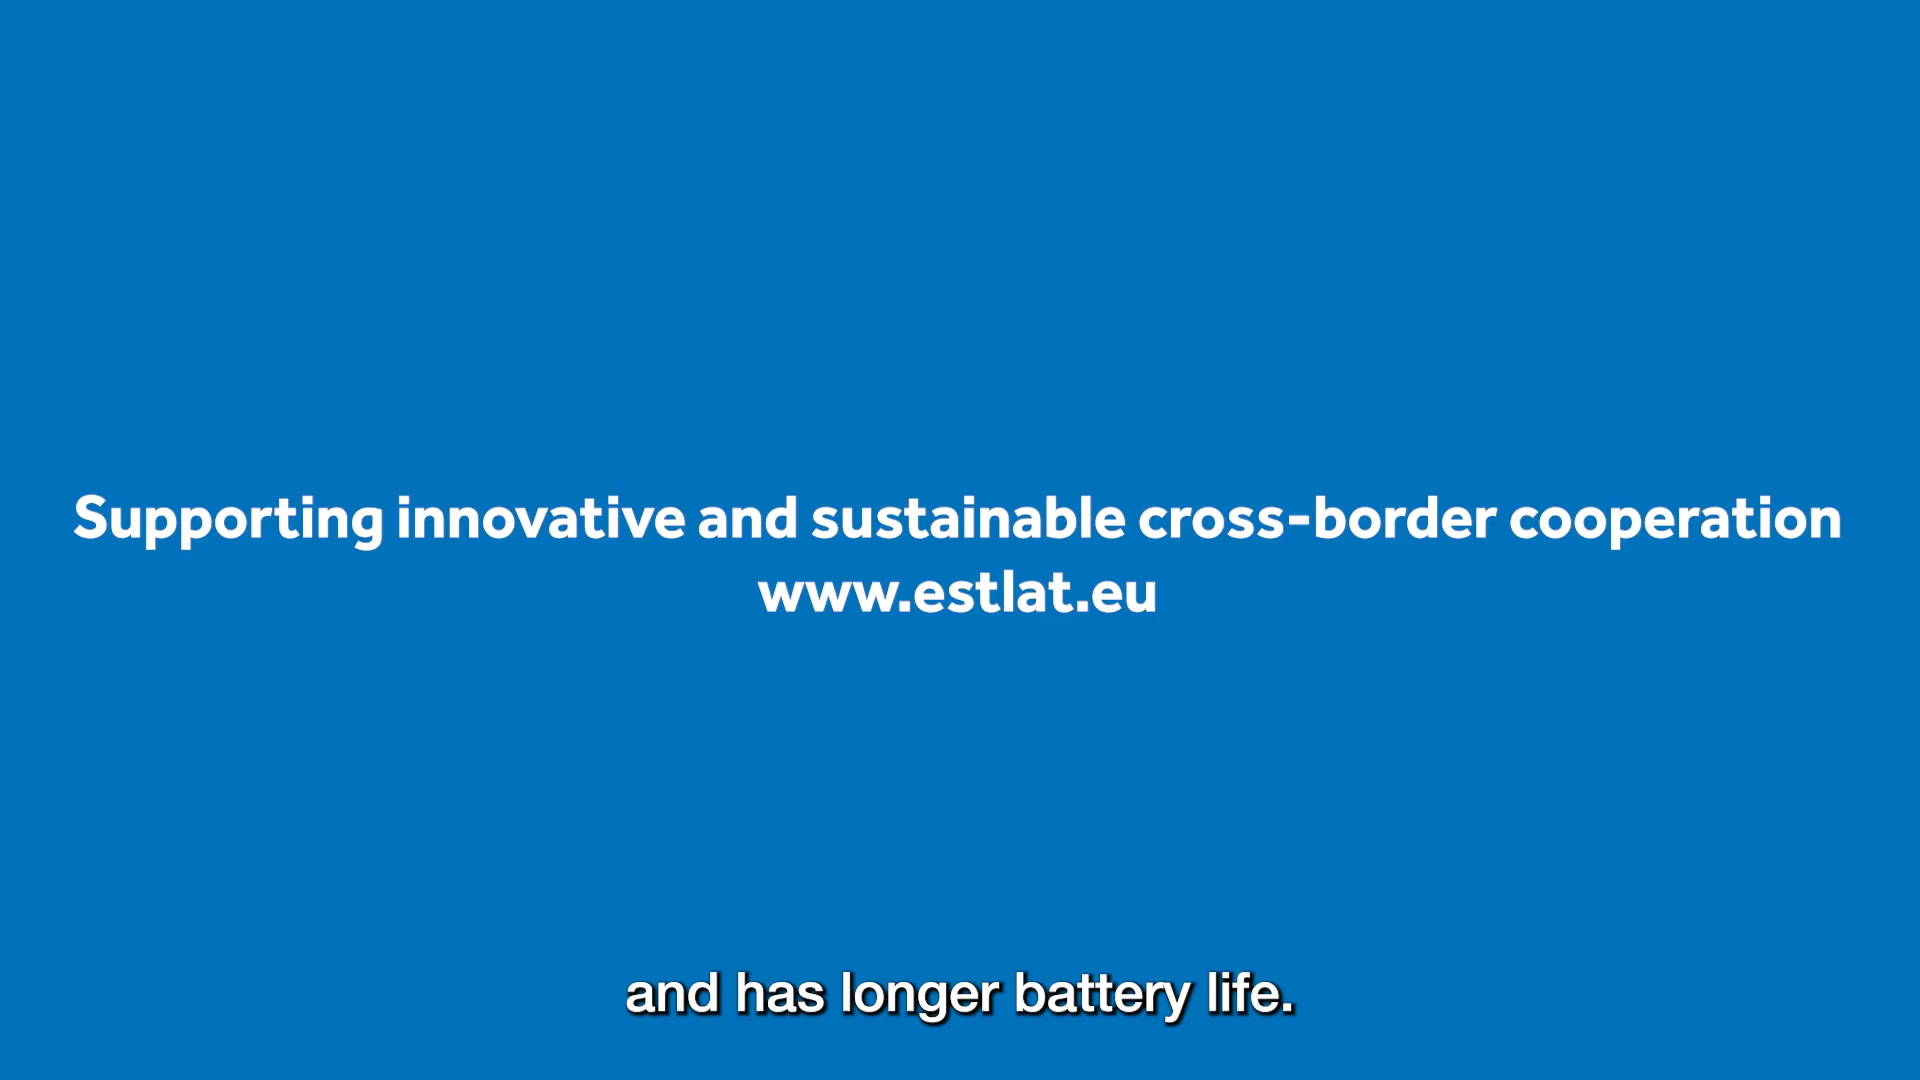 Supporting innovative and sustainable cross-border cooperation
www.estlat.eu
and has longer battery life.